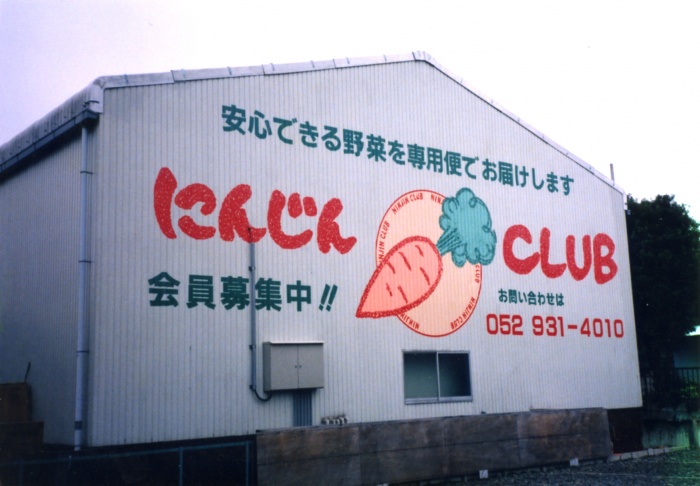 安心できる野菜を専用便でお届けします
にんじん CLUB
NINJIN CLUB
会員募集中!!
お問い合わせは
052 931-4010